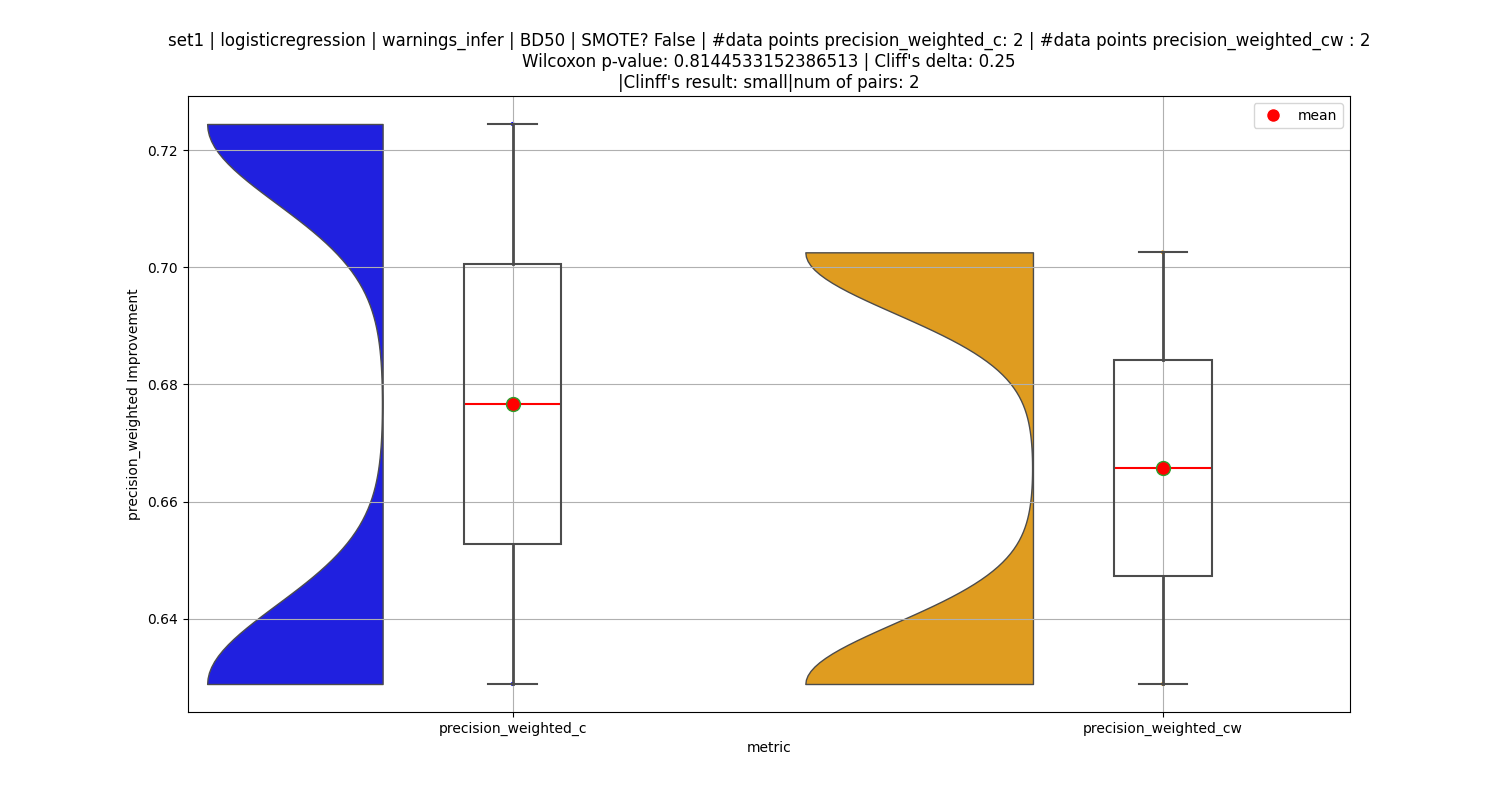 set1 | logisticregression | warnings_infer | BD50 | SMOTE? False | #data points precision_weighted_c: 2 | #data points precision_weighted_cw : 2
Wilcoxon p-value: 0.8144533152386513 | Cliff's delta: 0.25
|Clinff's result: small|num of pairs: 2
mean
0.72
0.70
0.68
0.66
0.64
precision_weighted Improvement
precision_weighted_c
precision_weighted_cw
metric